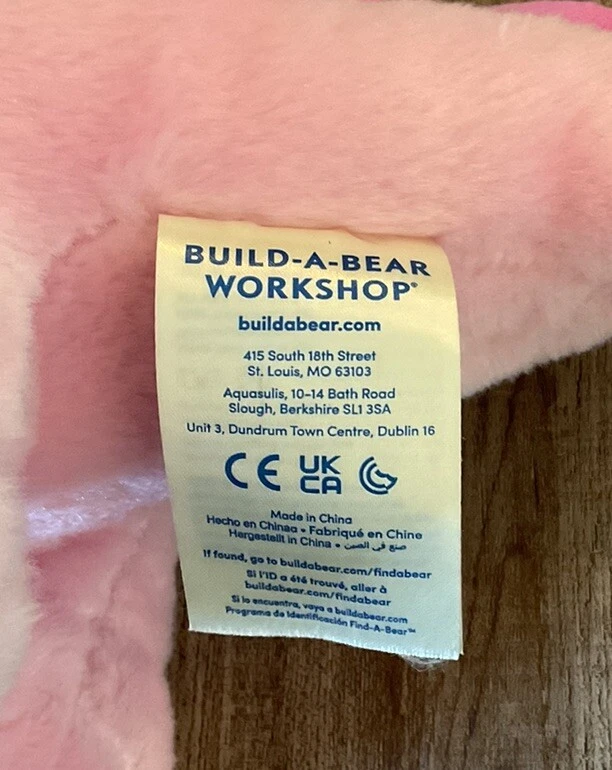 BUILD-A-BEAR
WORKSHOP®
buildabear.com
415 South 18th Street
St. Louis, MO 63103
Aquasulis, 10-14 Bath Road
Slough, Berkshire SL1 3SA
Unit 3, Dundrum Town Centre, Dublin 16
CE UK
CA
Made in China
Hecho en Chinaa • Fabriqué en Chine
Hergestellt in China • صنع في الصين
If found, go to buildabear.com/findabear
Si l'ID a été trouvé, aller à
buildabear.com/findabear
Si lo encuentra, vaya a buildabear.com
Programa de Identificación Find-A-Bear™